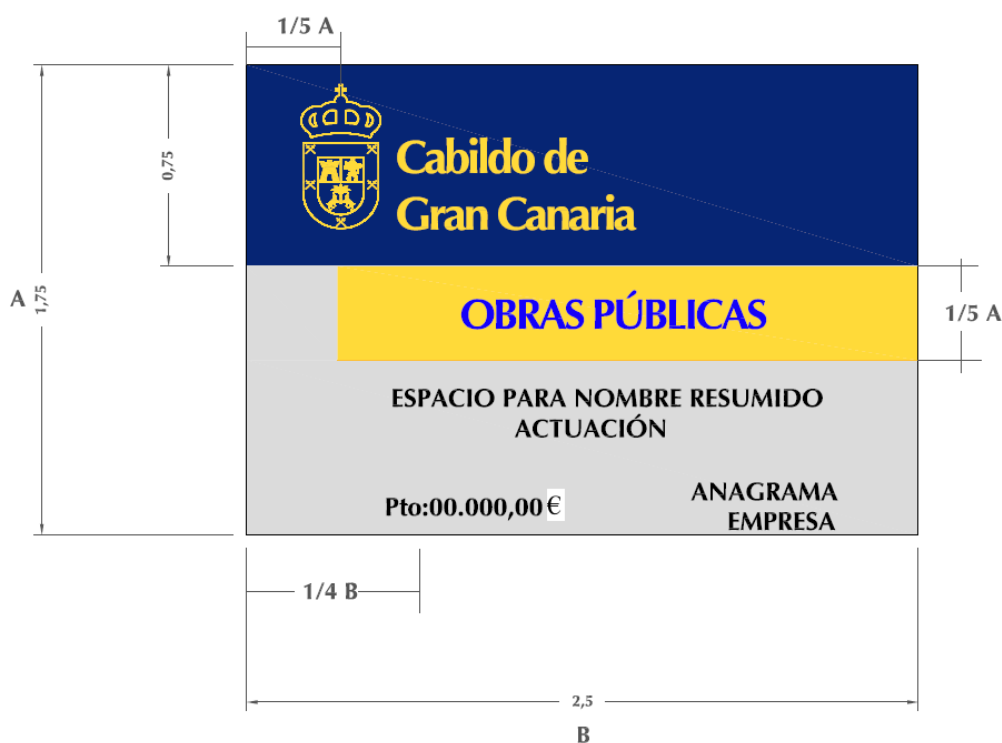 1/5 A
0,75
Cabildo de
Gran Canaria
A
1,75
OBRAS PÚBLICAS
1/5 A
ESPACIO PARA NOMBRE RESUMIDO
ACTUACIÓN
Pto:00.000,00 €
ANAGRAMA
EMPRESA
1/4 B
2,5
B